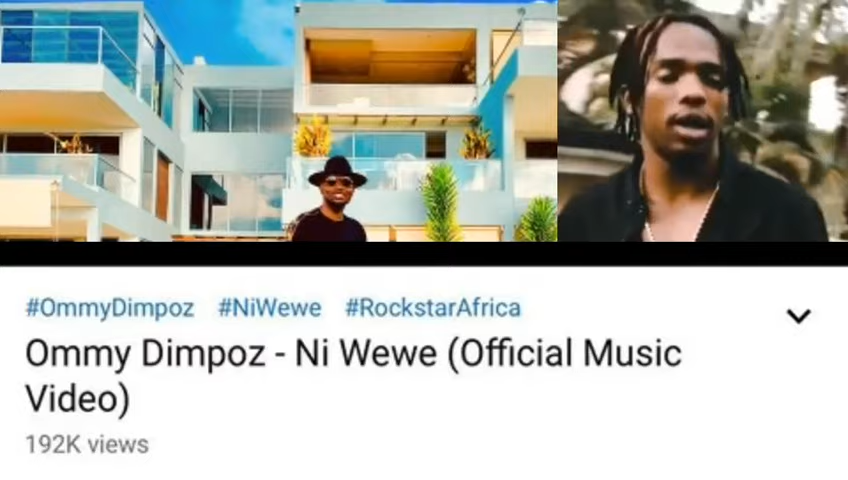 #OmmyDimpoz #NiWewe #RockstarAfrica
Ommy Dimpoz - Ni Wewe (Official Music
Video)
192K views